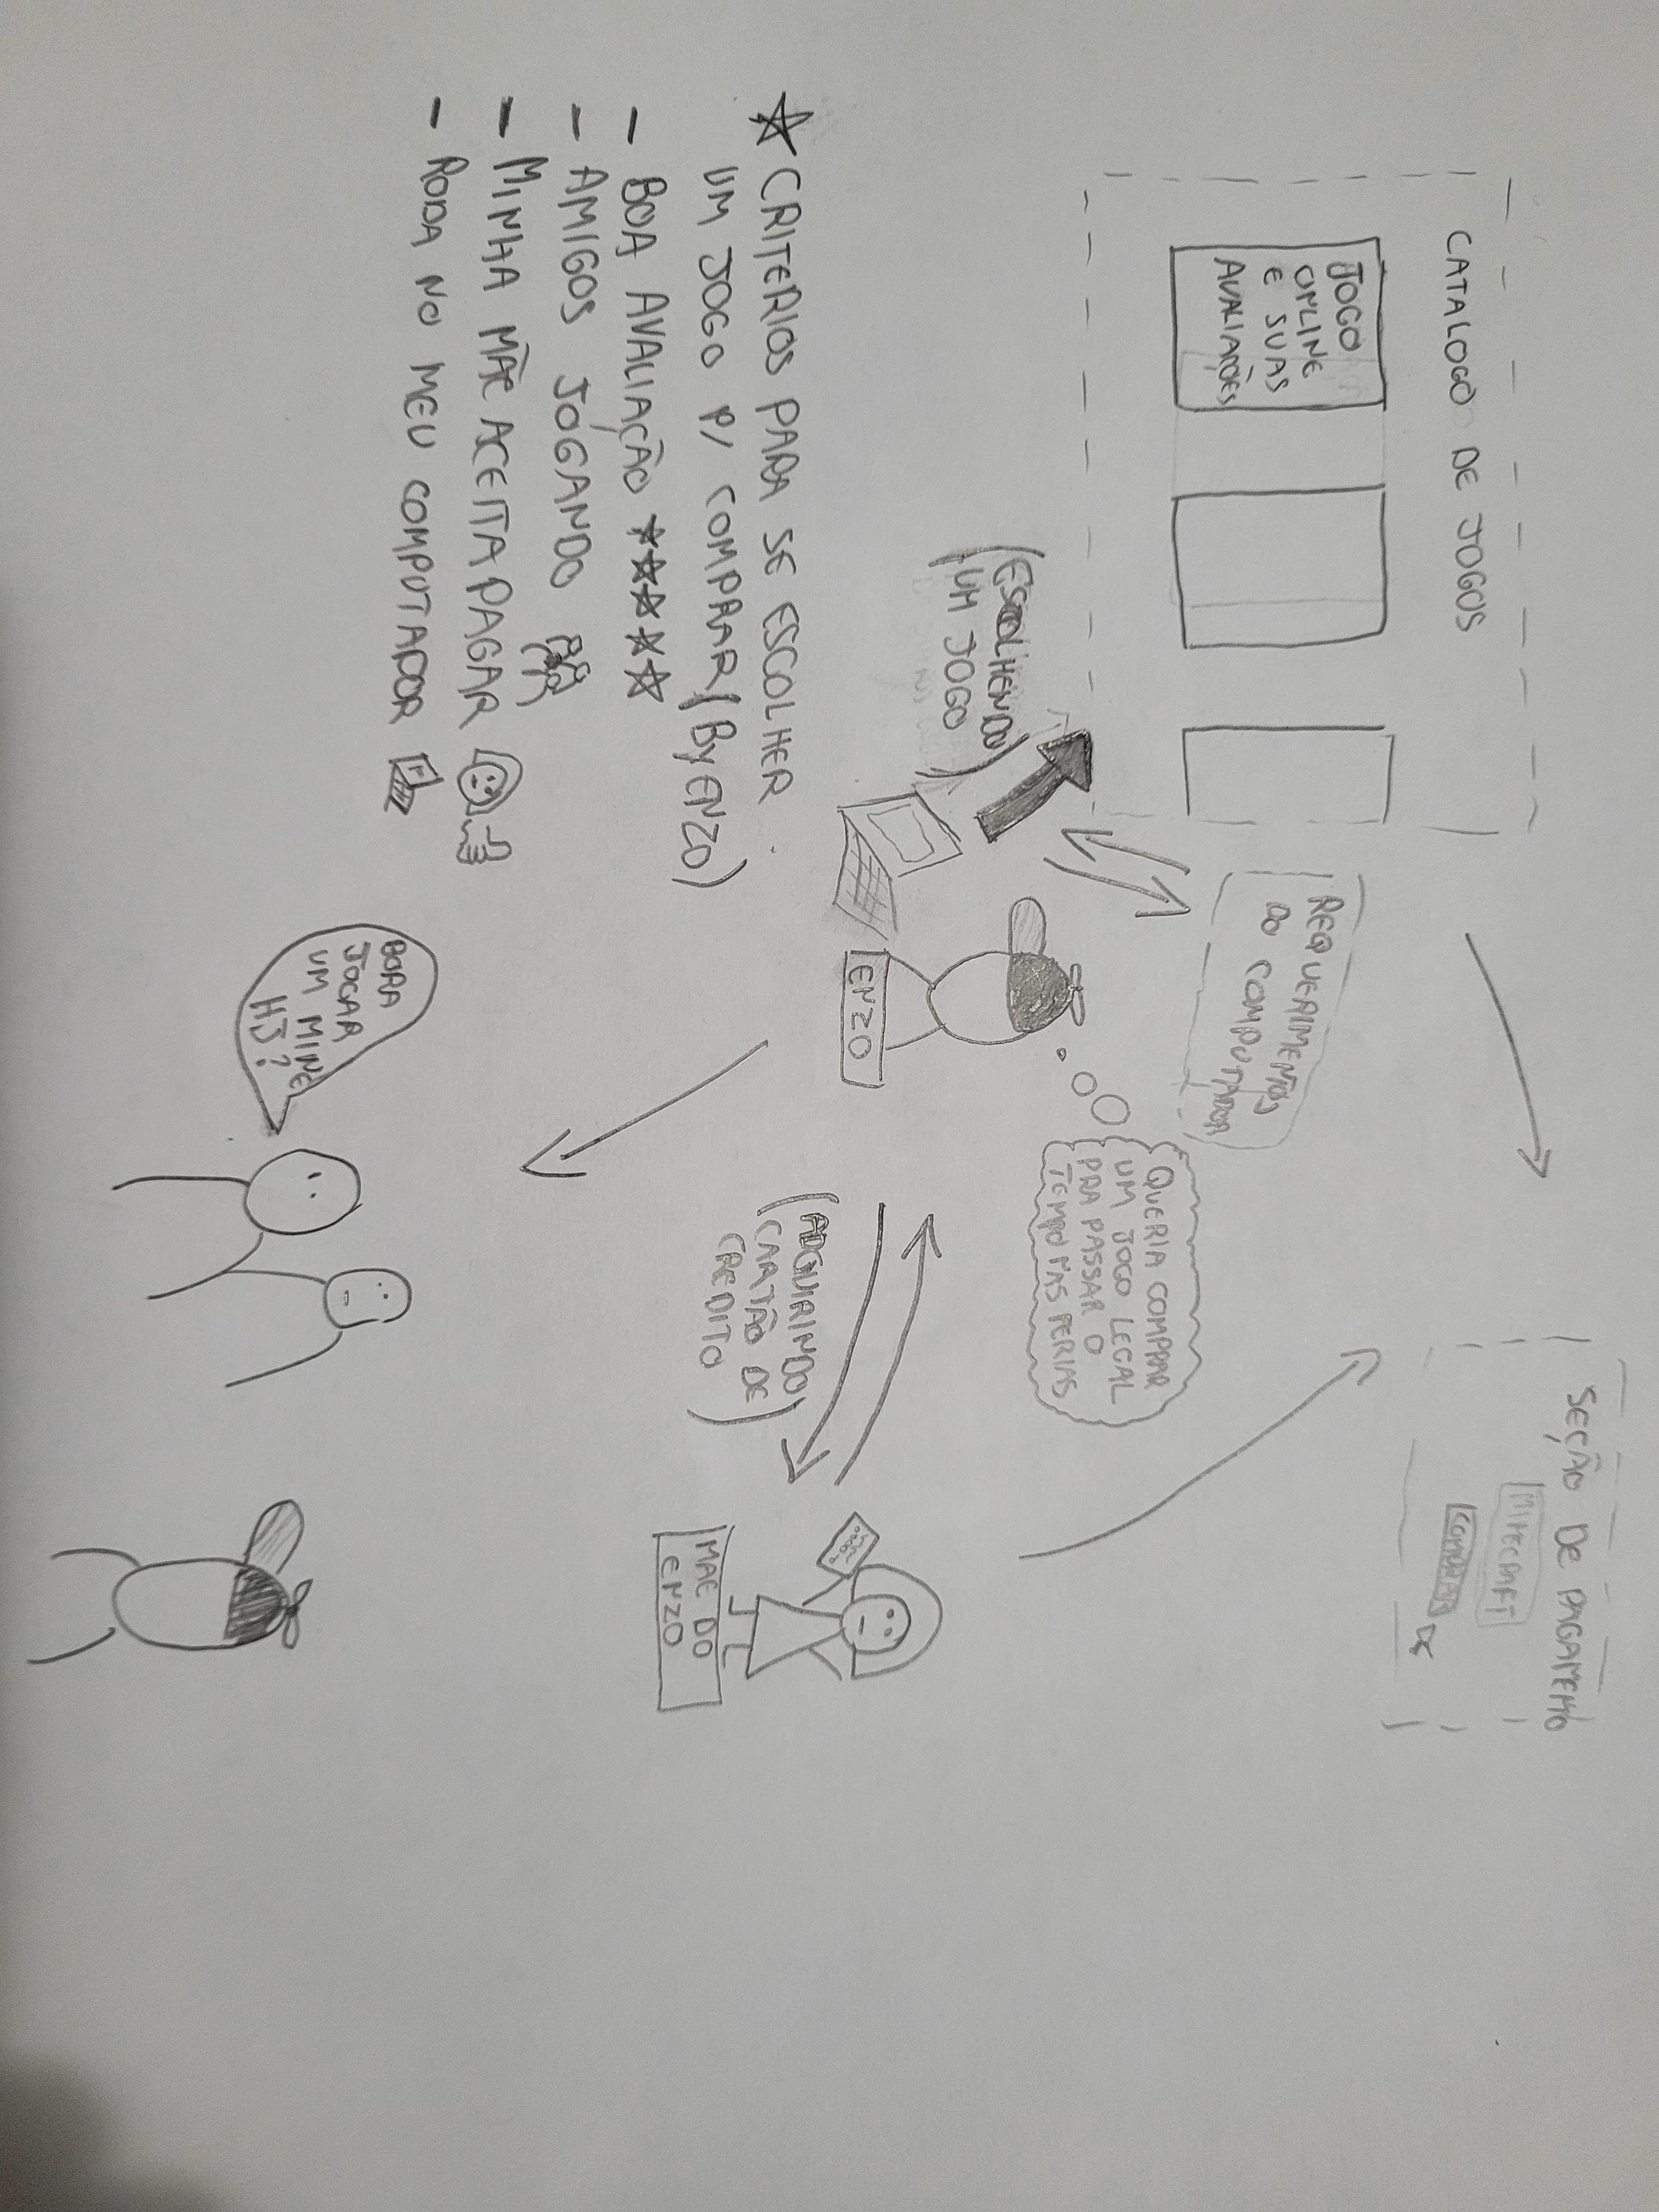 SEÇÃO DE PAGAMENTO
MINECRAFT
COMPRAR
CATALOGO DE JOGOS
JOGO
ONLINE
E SUAS
AVALIAÇÕES
REQUERIMENTOS
DO COMPUTADOR
QUERIA COMPRAR
UM JOGO LEGAL
PRA PASSAR O
TEMPO NAS FERIAS
(ESCOLHENDO
UM JOGO)
ENZO
(ADQUIRINDO
CARTÃO DE
CREDITO)
MAE DO
ENZO
☆ CRITERIOS PARA SE ESCOLHER
UM JOGO P/ COMPRAR (By ENZO)
- BOA AVALIAÇÃO ★★★★★
- AMIGOS JOGANDO
- MINHA MÃE ACEITA PAGAR
- RODA NO MEU COMPUTADOR
BORA
JOGAR
UM MINE
HJ?